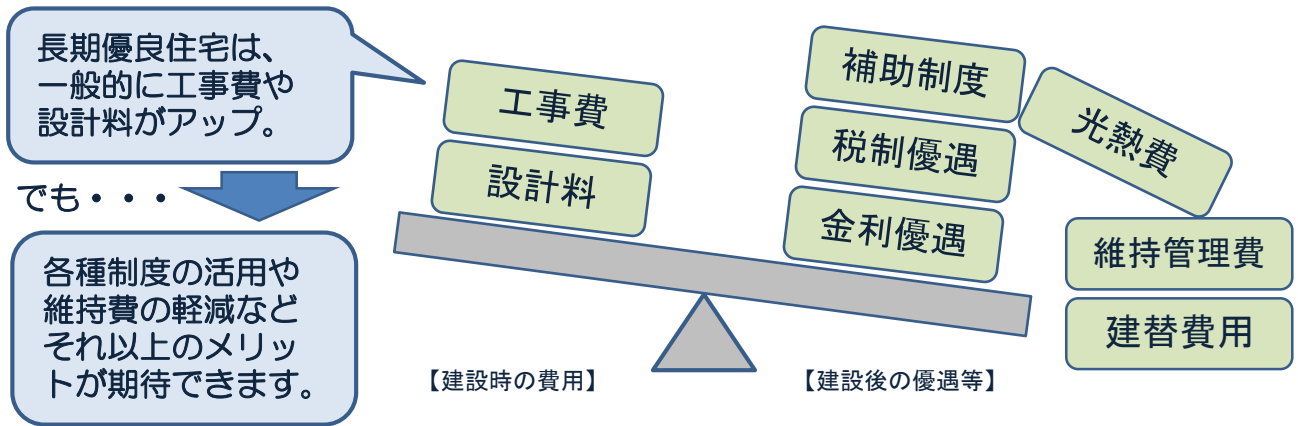 長期優良住宅は、
一般的に工事費や
設計料がアップ。
でも・・・
各種制度の活用や
維持費の軽減など
それ以上のメリッ
トが期待できます。
工事費
設計料
【建設時の費用】
補助制度
税制優遇
金利優遇
光熱費
維持管理費
建替費用
【建設後の優遇等】